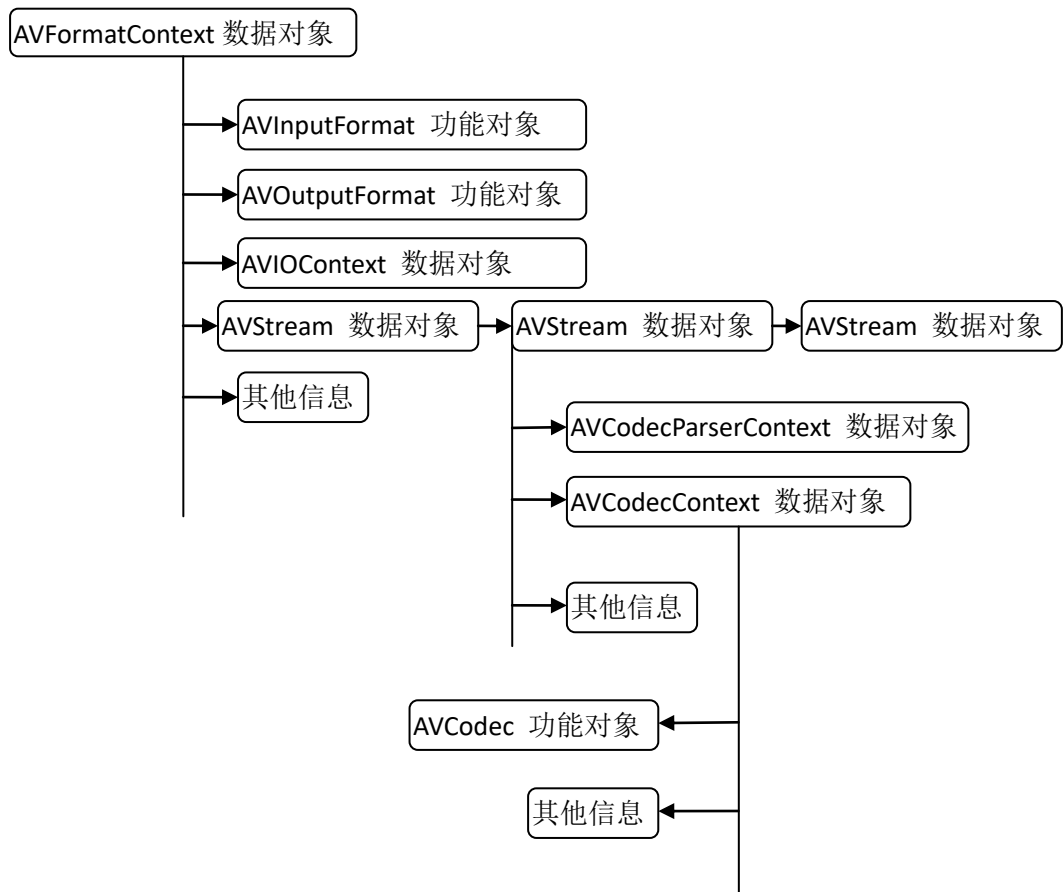 AVFormatContext 数据对象
AVInputFormat 功能对象
AVOutputFormat 功能对象
AVIOContext 数据对象
AVStream 数据对象
AVStream 数据对象
AVStream 数据对象
其他信息
AVCodecParserContext 数据对象
AVCodecContext 数据对象
其他信息
AVCodec 功能对象
其他信息